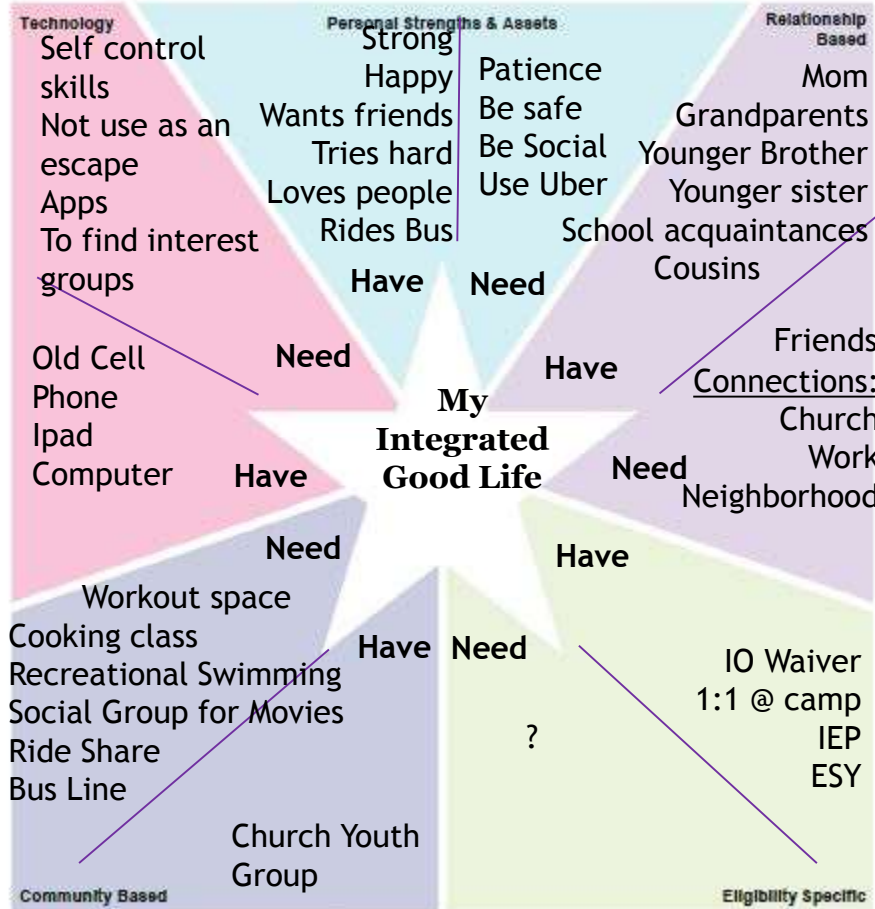 Technology
Self control
skills
Not use as an
escape
Apps
To find interest
groups
Need
Old Cell
Phone
Ipad
Computer
Have
Personal Strengths & Assets
Strong
Happy
Wants friends
Tries hard
Loves people
Rides Bus
Have
Patience
Be safe
Be Social
Use Uber
Need
Relationship
Based
Mom
Grandparents
Younger Brother
Younger sister
School acquaintances
Cousins
Have
Friends
Connections:
Church
Work
Neighborhood
Need
My
Integrated
Good Life
Need
Workout space
Cooking class
Recreational Swimming
Social Group for Movies
Ride Share
Bus Line
Have
Church Youth
Group
Community Based
Have
IO Waiver
1:1 @ camp
IEP
ESY
Need
?
Eligibility Specific